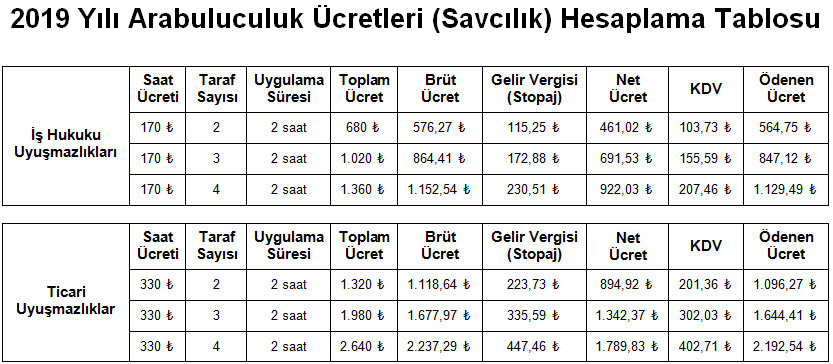 2019 Yılı Arabuluculuk Ücretleri (Savcılık) Hesaplama Tablosu
İş Hukuku Uyuşmazlıkları
Saat Ücreti Taraf Sayısı Uygulama Süresi Toplam Ücret Brüt Ücret Gelir Vergisi (Stopaj) Net Ücret KDV Ödenen Ücret
170 ₺ 2 2 saat 680 ₺ 576,27 ₺ 115,25 ₺ 461,02 ₺ 103,73 ₺ 564,75 ₺
170 ₺ 3 2 saat 1.020 ₺ 864,41 ₺ 172,88 ₺ 691,53 ₺ 155,59 ₺ 847,12 ₺
170 ₺ 4 2 saat 1.360 ₺ 1.152,54 ₺ 230,51 ₺ 922,03 ₺ 207,46 ₺ 1.129,49 ₺
Ticari Uyuşmazlıklar
Saat Ücreti Taraf Sayısı Uygulama Süresi Toplam Ücret Brüt Ücret Gelir Vergisi (Stopaj) Net Ücret KDV Ödenen Ücret
330 ₺ 2 2 saat 1.320 ₺ 1.118,64 ₺ 223,73 ₺ 894,92 ₺ 201,36 ₺ 1.096,27 ₺
330 ₺ 3 2 saat 1.980 ₺ 1.677,97 ₺ 335,59 ₺ 1.342,37 ₺ 302,03 ₺ 1.644,41 ₺
330 ₺ 4 2 saat 2.640 ₺ 2.237,29 ₺ 447,46 ₺ 1.789,83 ₺ 402,71 ₺ 2.192,54 ₺